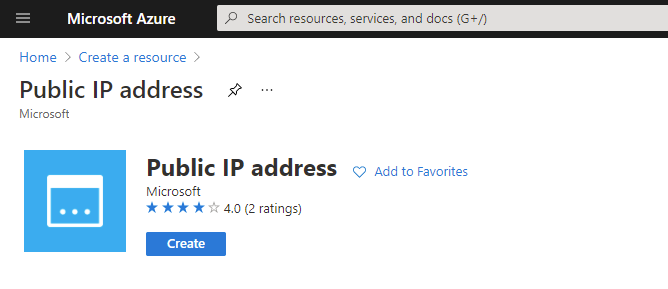 Microsoft Azure
Search resources, services, and docs (G+/)
Home > Create a resource >
Public IP address ...
Microsoft
Public IP address Add to Favorites
Microsoft
4.0 (2 ratings)
Create